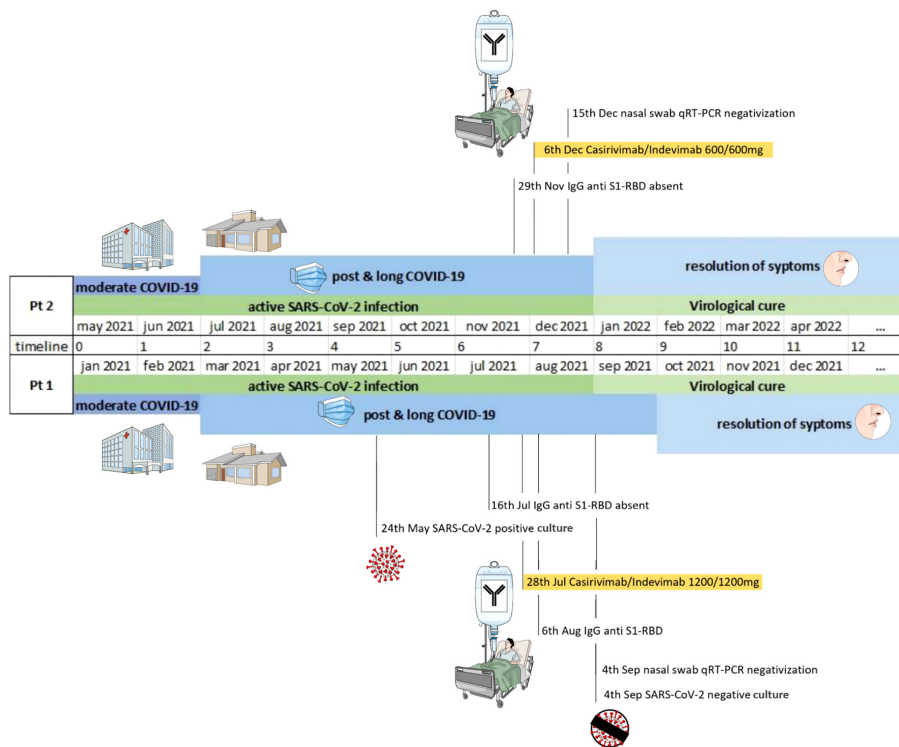 15th Dec nasal swab qRT-PCR negativization
6th Dec Casirivimab/Indevimab 600/600mg
29th Nov IgG anti S1-RBD absent
post & long COVID-19
resolution of syptoms
moderate COVID-19
Pt 2
active SARS-CoV-2 infection
Virological cure
may 2021 jun 2021 jul 2021 aug 2021 sep 2021 oct 2021 nov 2021 dec 2021 jan 2022 feb 2022 mar 2022 apr 2022 ...
timeline 0 1 2 3 4 5 6 7 8 9 10 11 12
jan 2021 feb 2021 mar 2021 apr 2021 may 2021 jun 2021 jul 2021 aug 2021 sep 2021 oct 2021 nov 2021 dec 2021 ...
Pt 1
active SARS-CoV-2 infection
Virological cure
moderate COVID-19
post & long COVID-19
resolution of syptoms
16th Jul IgG anti S1-RBD absent
24th May SARS-CoV-2 positive culture
28th Jul Casirivimab/Indevimab 1200/1200mg
6th Aug IgG anti S1-RBD
4th Sep nasal swab qRT-PCR negativization
4th Sep SARS-CoV-2 negative culture